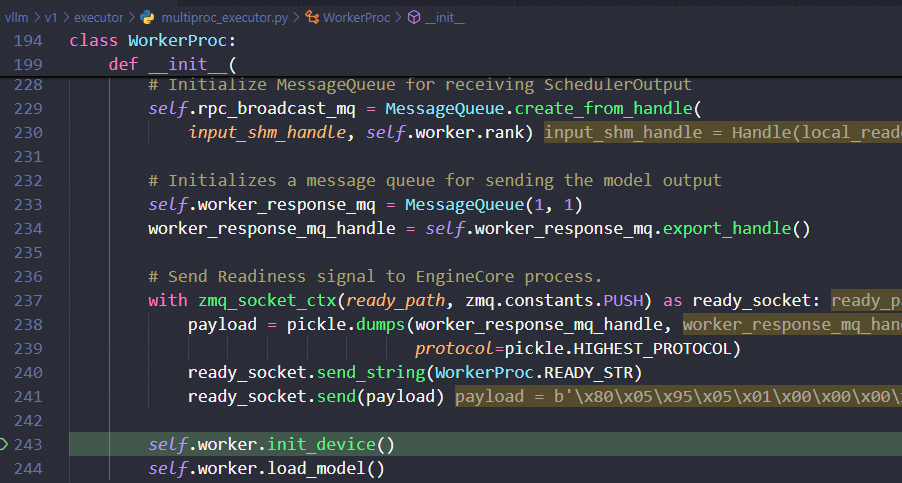 vllm > v1 > executor > multiproc_executor.py > WorkerProc > __init__
194 class WorkerProc:
199     def __init__(
228         # Initialize MessageQueue for receiving SchedulerOutput
229         self.rpc_broadcast_mq = MessageQueue.create_from_handle(
230             input_shm_handle, self.worker.rank) input_shm_handle = Handle(local_reade
231
232         # Initializes a message queue for sending the model output
233         self.worker_response_mq = MessageQueue(1, 1)
234         worker_response_mq_handle = self.worker_response_mq.export_handle()
235
236         # Send Readiness signal to EngineCore process.
237         with zmq_socket_ctx(ready_path, zmq.constants.PUSH) as ready_socket: ready_pa
238             payload = pickle.dumps(worker_response_mq_handle, worker_response_mq_han
239                                    protocol=pickle.HIGHEST_PROTOCOL)
240             ready_socket.send_string(WorkerProc.READY_STR)
241             ready_socket.send(payload) payload = b'\x80\x05\x95\x05\x01\x00\x00\x00\
242
243         self.worker.init_device()
244         self.worker.load_model()